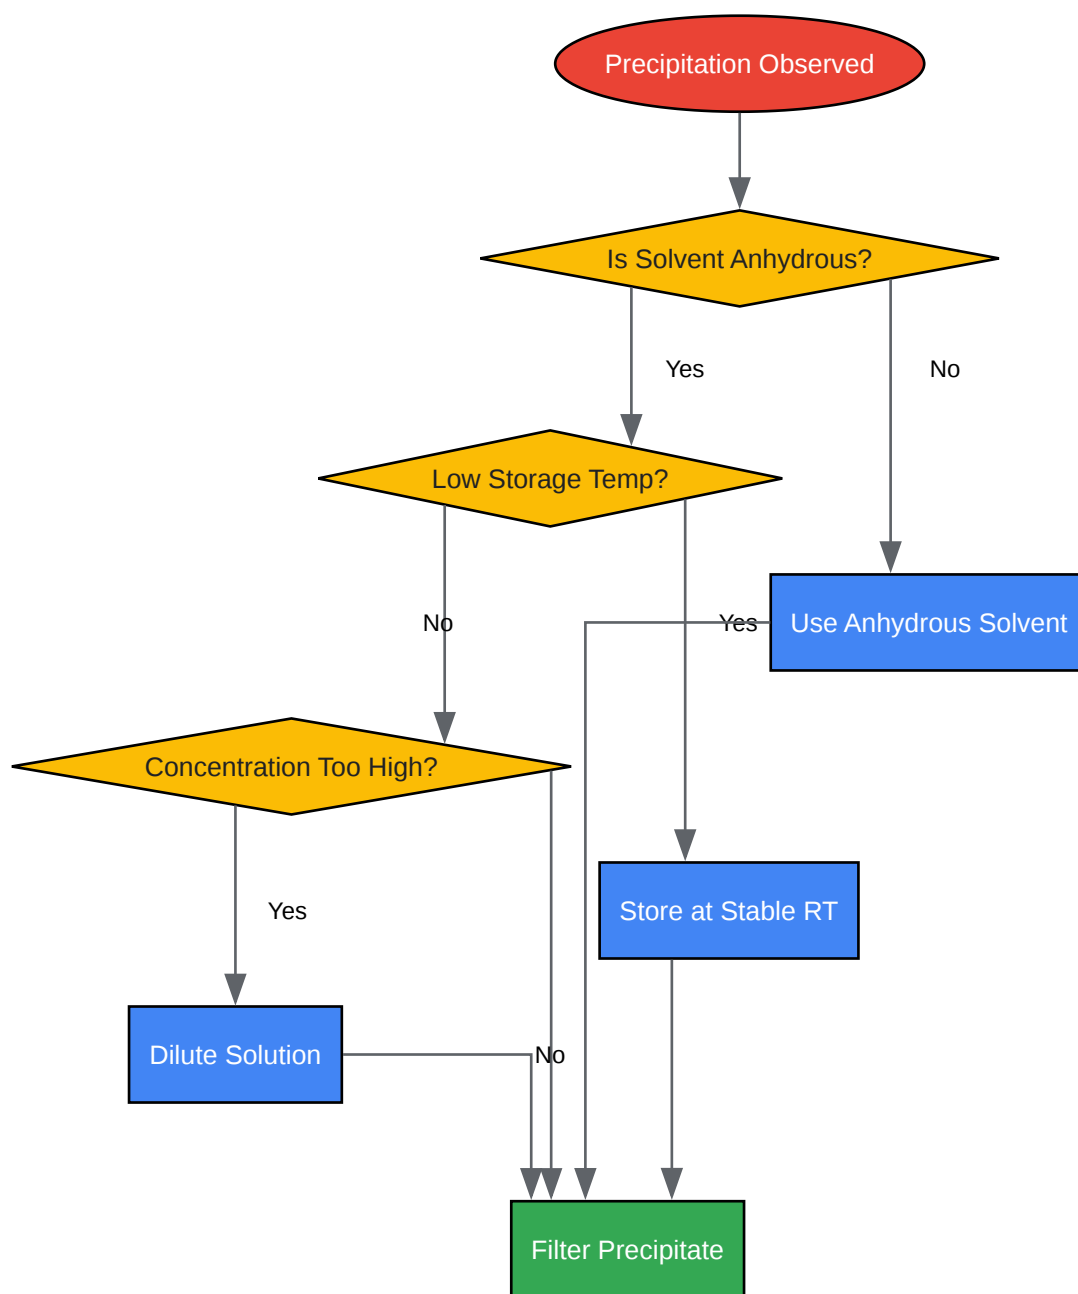 Precipitation Observed
Is Solvent Anhydrous?
Yes
No
Low Storage Temp?
No
Yes
Use Anhydrous Solvent
Concentration Too High?
Yes
Store at Stable RT
Dilute Solution
No
Filter Precipitate